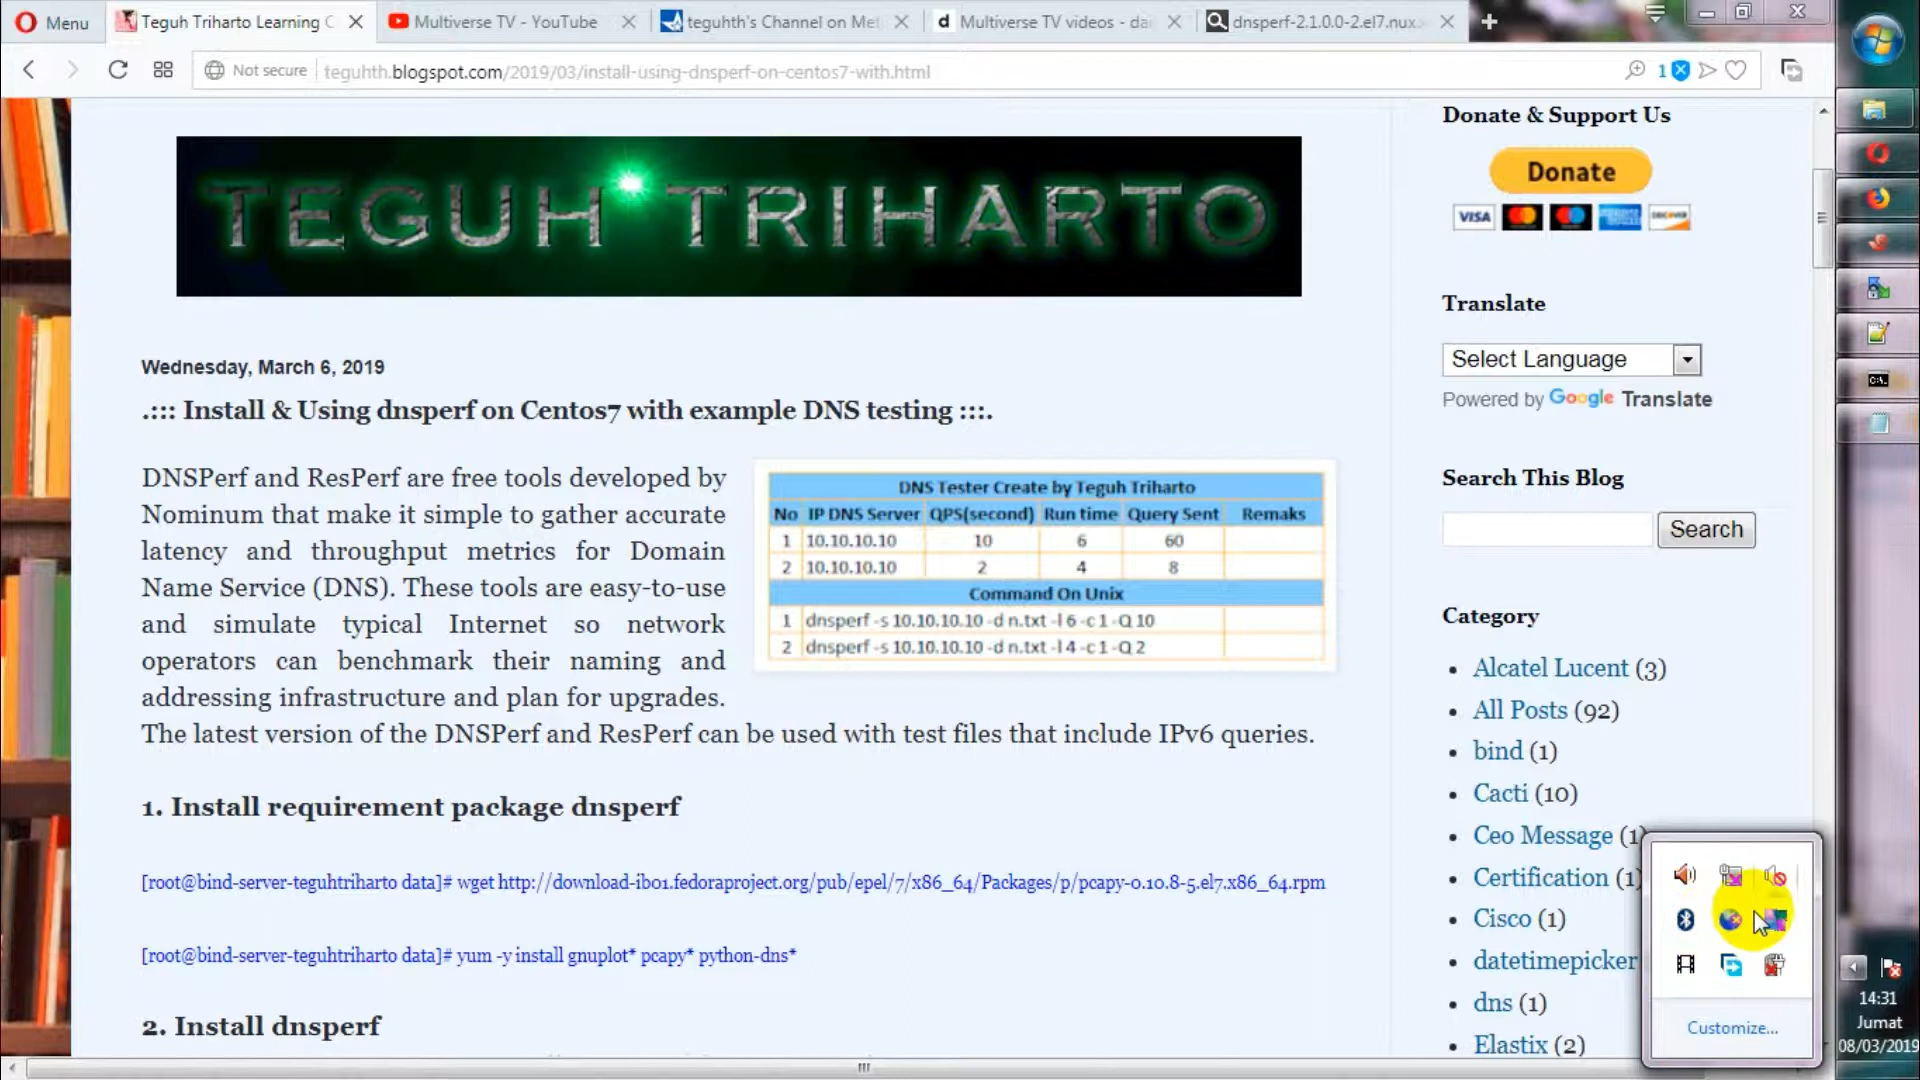 Menu
Teguh Triharto Learning C
Multiverse TV - YouTube
teguhth's Channel on Met
Multiverse TV videos - dai
dnsperf-2.1.0.0-2.el7.nux.
Not secure
teguhth.blogspot.com/2019/03/install-using-dnsperf-on-centos7-with.html
1
TEGUH TRIHARTO
Wednesday, March 6, 2019
.::: Install & Using dnsperf on Centos7 with example DNS testing :::.
DNSPerf and ResPerf are free tools developed by
Nominum that make it simple to gather accurate
latency and throughput metrics for Domain
Name Service (DNS). These tools are easy-to-use
and simulate typical Internet so network
operators can benchmark their naming and
addressing infrastructure and plan for upgrades.
The latest version of the DNSPerf and ResPerf can be used with test files that include IPv6 queries.
DNS Tester Create by Teguh Triharto
No IP DNS Server QPS(second) Run time Query Sent Remaks
1 10.10.10.10 10 6 60
2 10.10.10.10 2 4 8
Command On Unix
1 dnsperf -s 10.10.10.10 -d n.txt -l 6 -c 1 -Q 10
2 dnsperf -s 10.10.10.10 -d n.txt -l 4 -c 1 -Q 2
1. Install requirement package dnsperf
[root@bind-server-teguhtriharto data]# wget http://download-ib01.fedoraproject.org/pub/epel/7/x86_64/Packages/p/pcapy-0.10.8-5.el7.x86_64.rpm
[root@bind-server-teguhtriharto data]# yum -y install gnuplot* pcapy* python-dns*
2. Install dnsperf
Donate & Support Us
Donate
VISA
DISCOVER
Translate
Select Language
Powered by Google Translate
Search This Blog
Search
Category
Alcatel Lucent (3)
All Posts (92)
bind (1)
Cacti (10)
Ceo Message (1)
Certification (1)
Cisco (1)
datetimepicker
dns (1)
Elastix (2)
Customize...
14:31
Jumat
08/03/2019